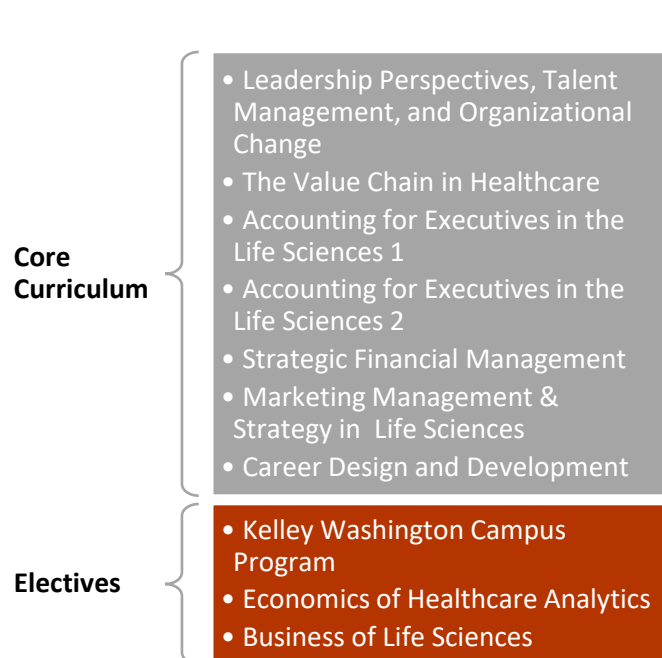 Core
Curriculum
• Leadership Perspectives, Talent
Management, and Organizational
Change
• The Value Chain in Healthcare
• Accounting for Executives in the
Life Sciences 1
• Accounting for Executives in the
Life Sciences 2
• Strategic Financial Management
• Marketing Management &
Strategy in  Life Sciences
• Career Design and Development
Electives
• Kelley Washington Campus
Program
• Economics of Healthcare Analytics
• Business of Life Sciences